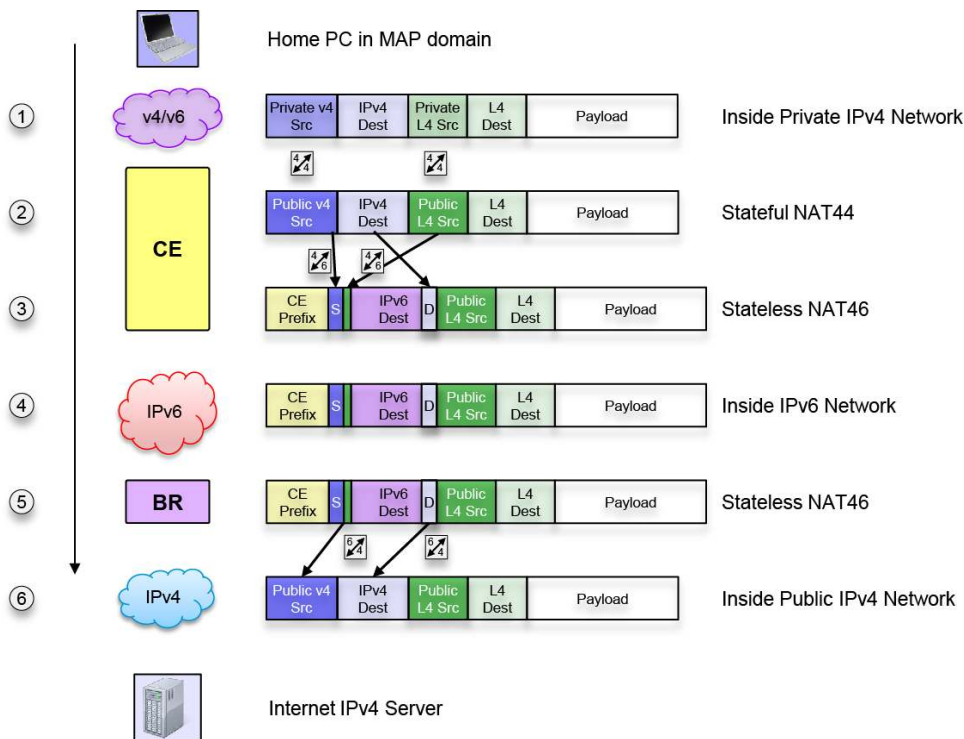 Home PC in MAP domain
① v4/v6
Private v4 Src IPv4 Dest Private L4 Src L4 Dest Payload
Inside Private IPv4 Network
4 4
4 4
CE
②
Public v4 Src IPv4 Dest Public L4 Src L4 Dest Payload
Stateful NAT44
4 6
4 6
③
CE Prefix S IPv6 Dest D Public L4 Src L4 Dest Payload
Stateless NAT46
④ IPv6
CE Prefix S IPv6 Dest D Public L4 Src L4 Dest Payload
Inside IPv6 Network
⑤ BR
CE Prefix S IPv6 Dest D Public L4 Src L4 Dest Payload
Stateless NAT46
6 4
6 4
⑥ IPv4
Public v4 Src IPv4 Dest Public L4 Src L4 Dest Payload
Inside Public IPv4 Network
Internet IPv4 Server